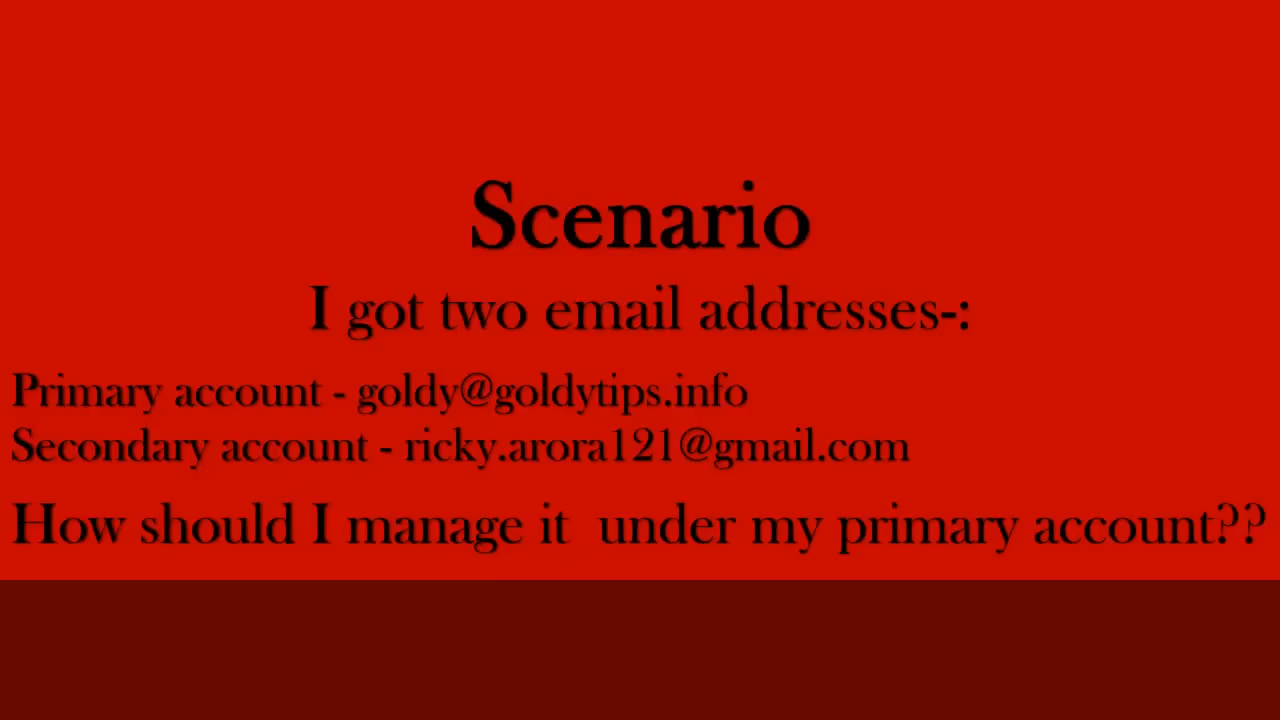 Scenario
I got two email addresses-:
Primary account - goldy@goldytips.info
Secondary account - ricky.arora121@gmail.com
How should I manage it  under my primary account??